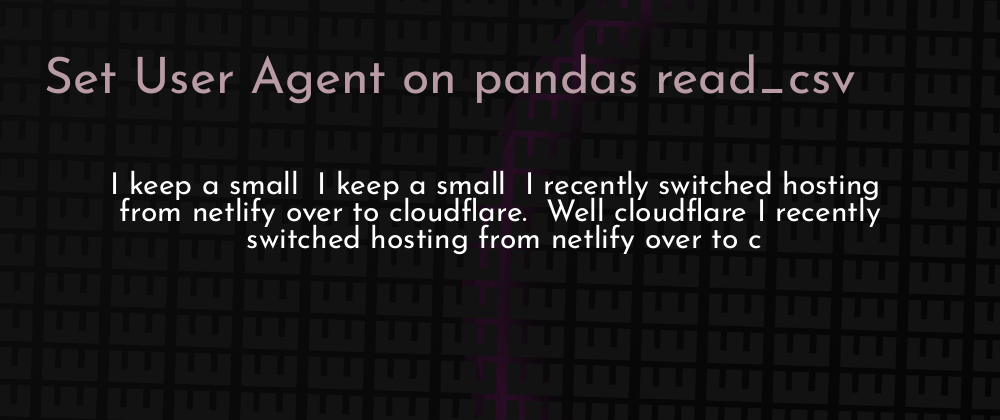 Set User Agent on pandas read_csv
I keep a small  I keep a small  I recently switched hosting
from netlify over to cloudflare.  Well cloudflare I recently
switched hosting from netlify over to c